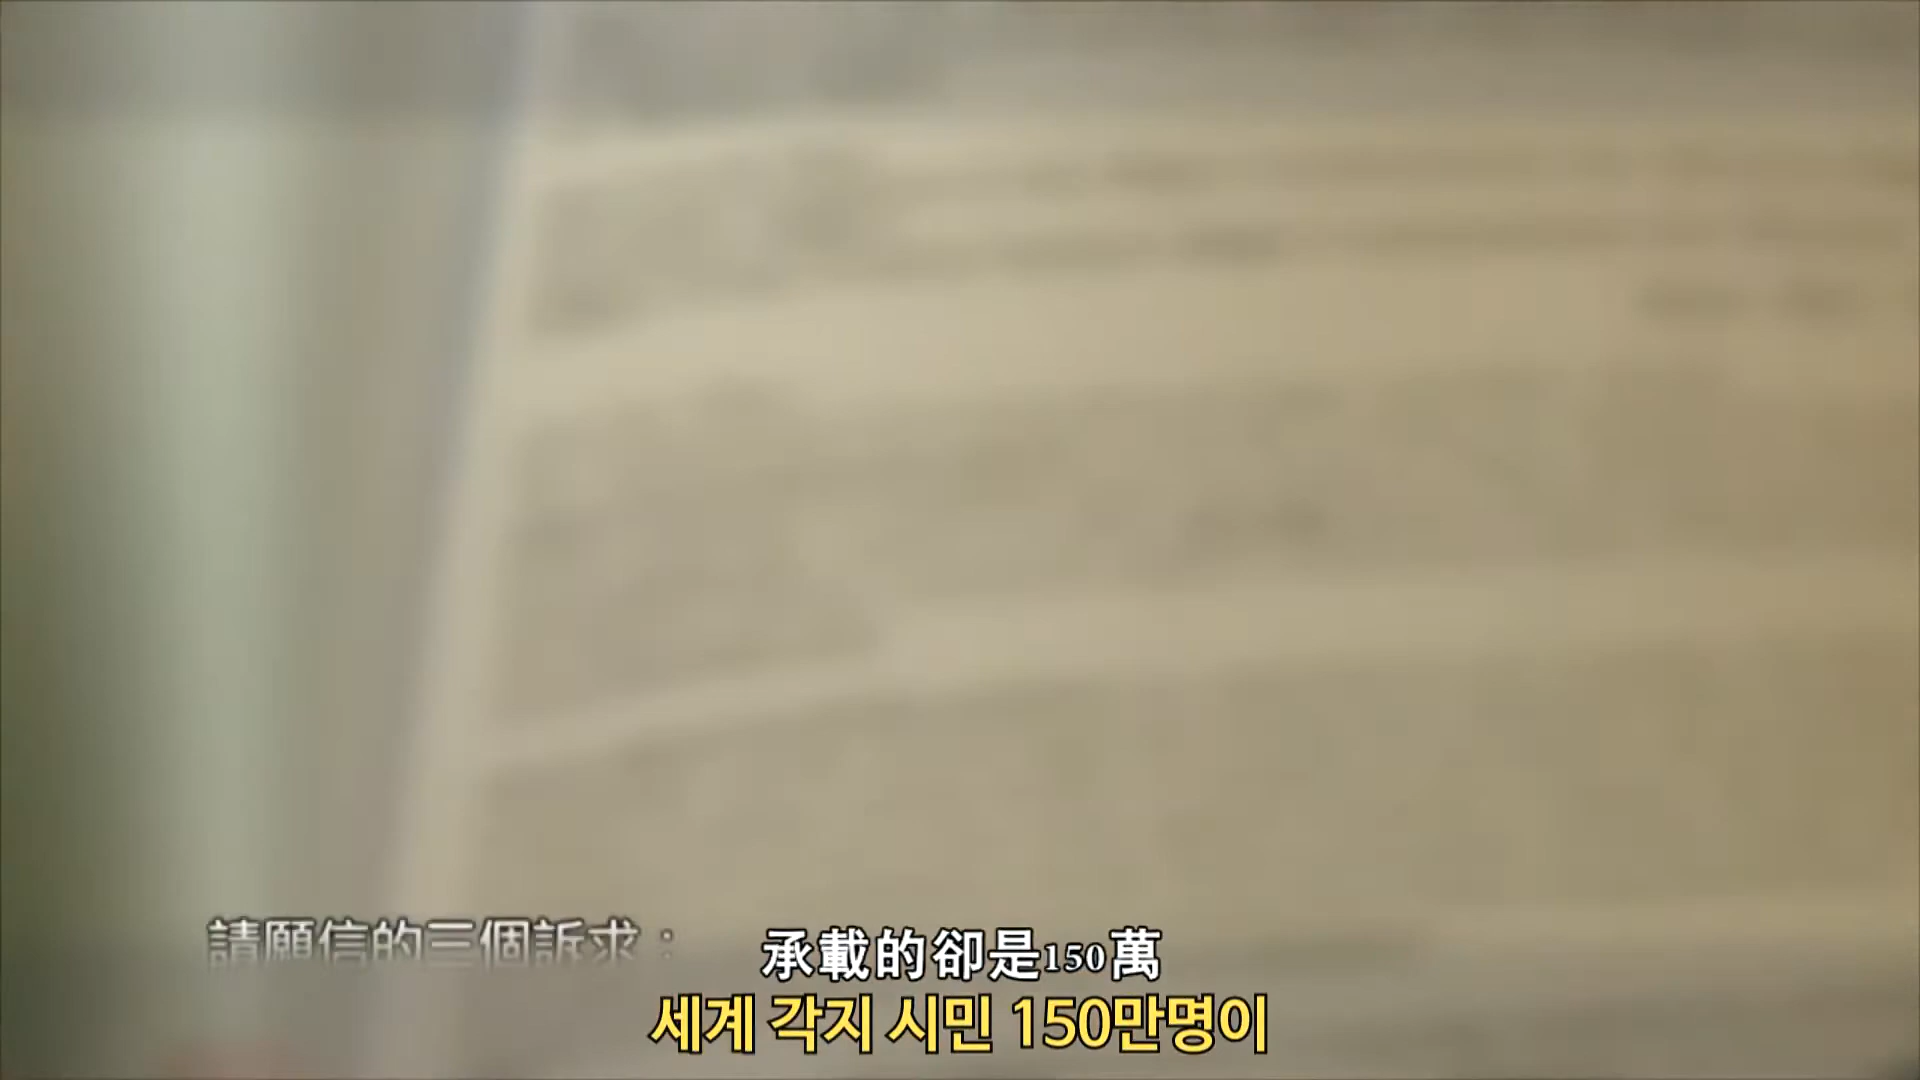 請願信的三個訴求：
承載的卻是150萬
세계 각지 시민 150만명이